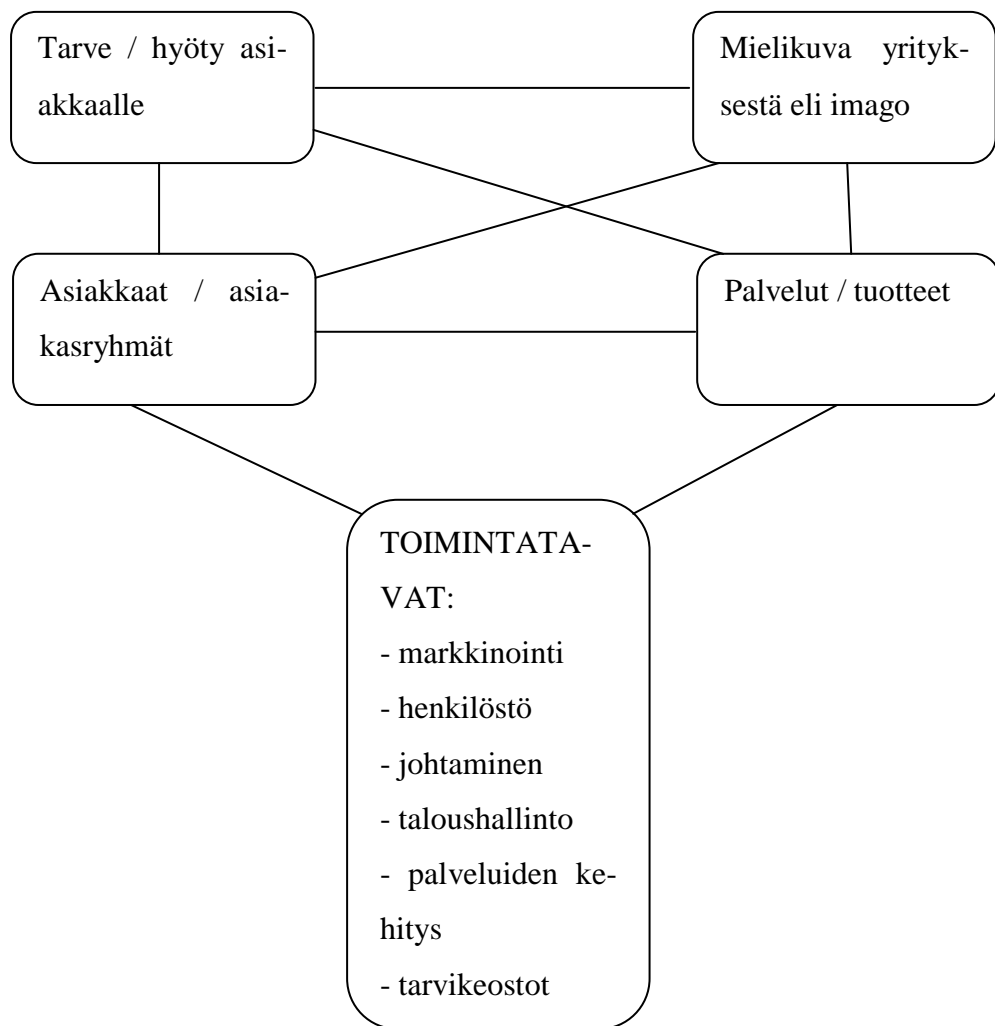 Tarve / hyöty asi-
akkaalle
Mielikuva yrityk-
sestä eli imago
Asiakkaat / asia-
kasryhmät
Palvelut / tuotteet
TOIMINTATA-
VAT:
- markkinointi
- henkilöstö
- johtaminen
- taloushallinto
- palveluiden ke-
hitys
- tarvikeostot